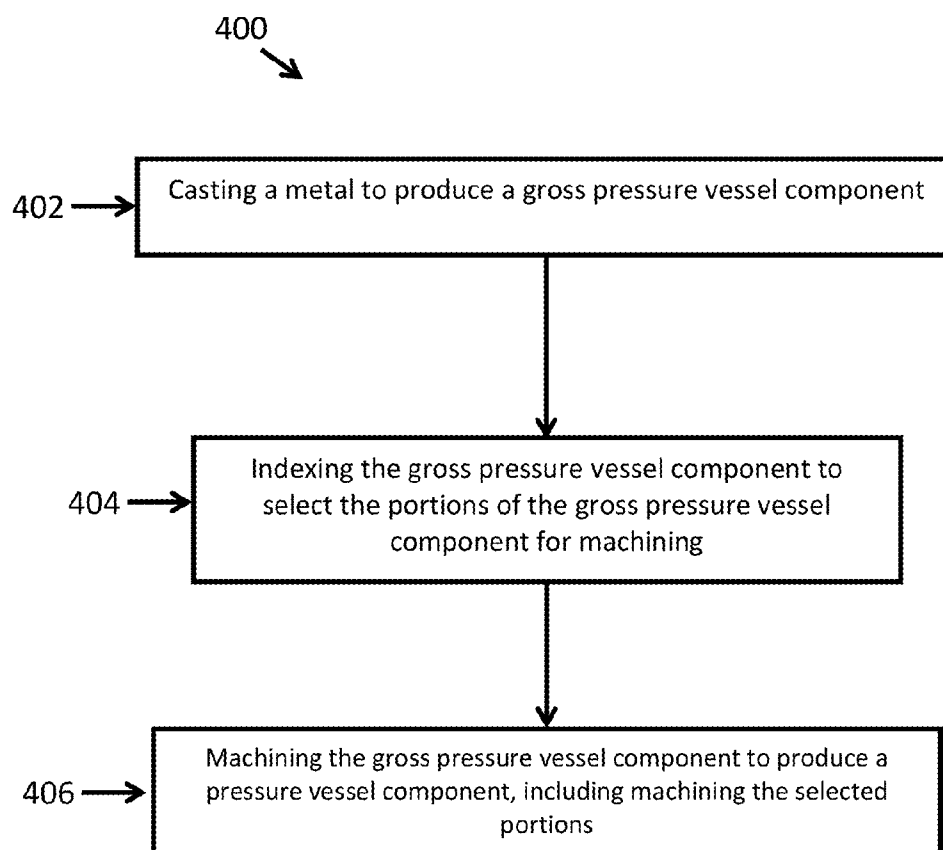 400
402
Casting a metal to produce a gross pressure vessel component
404
Indexing the gross pressure vessel component to
select the portions of the gross pressure vessel
component for machining
406
Machining the gross pressure vessel component to produce a
pressure vessel component, including machining the selected
portions